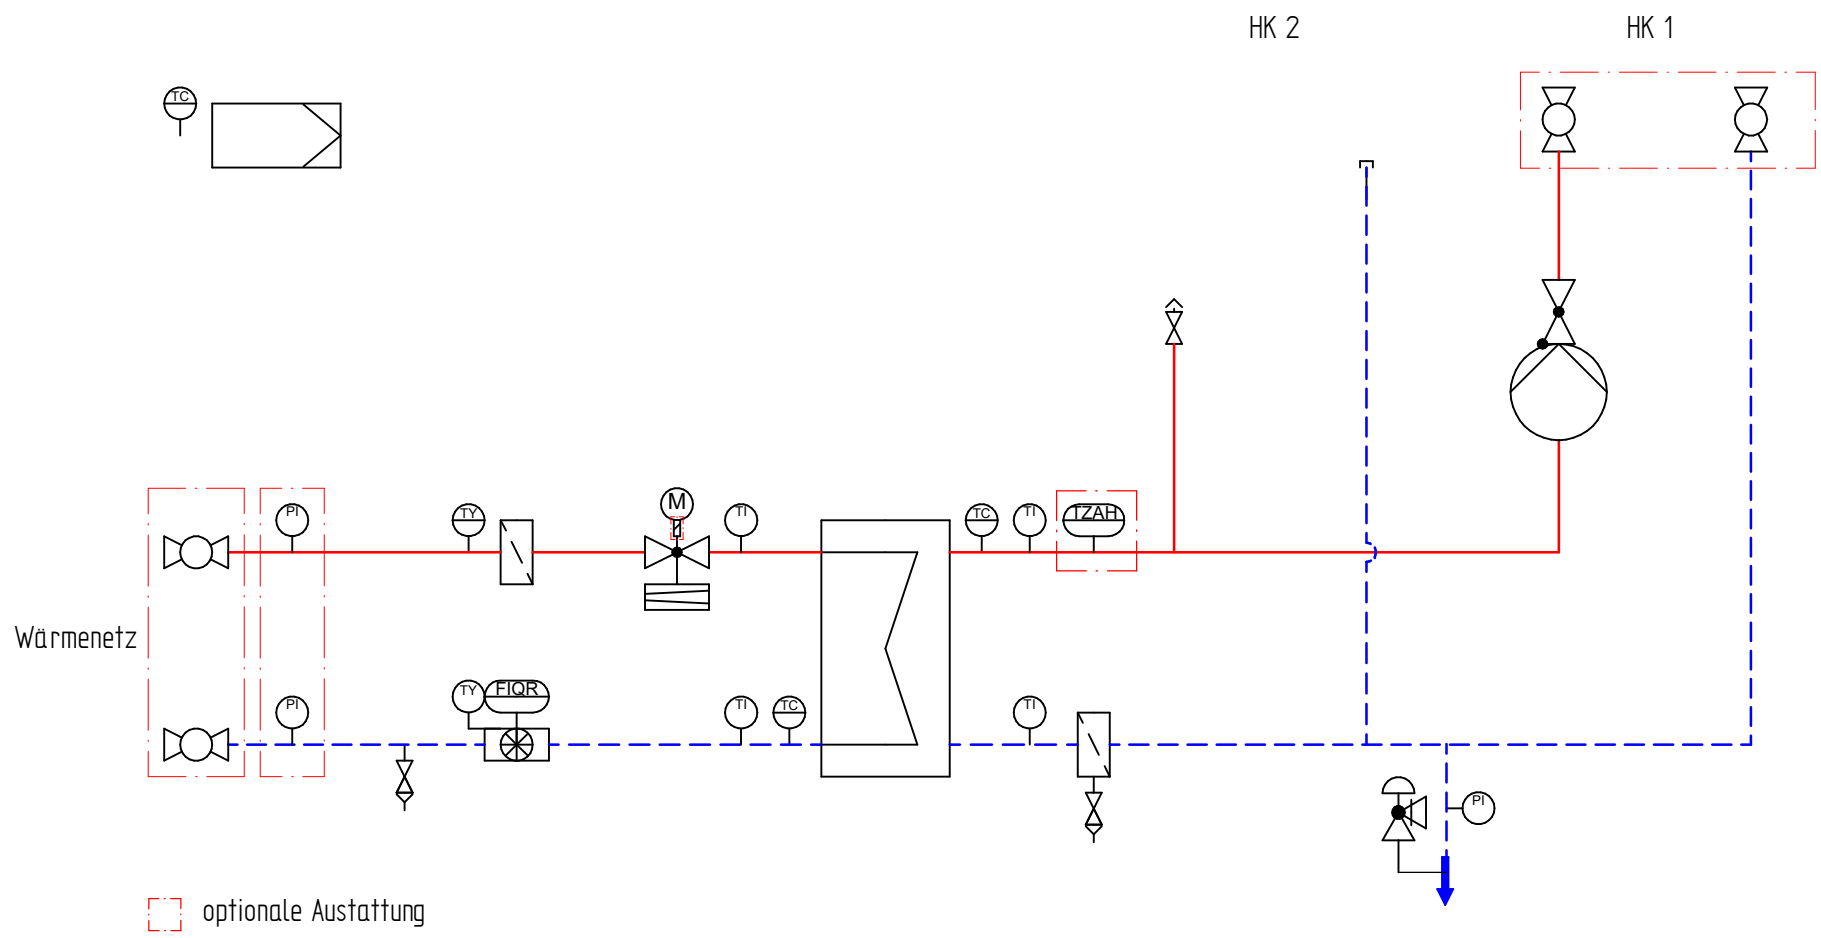 HK 2
HK 1
TC
PI
TY
M
TI
TC
TI
TZAH
Wärmenetz
PI
TY
FIQR
TI
TC
TI
PI
optionale Austattung